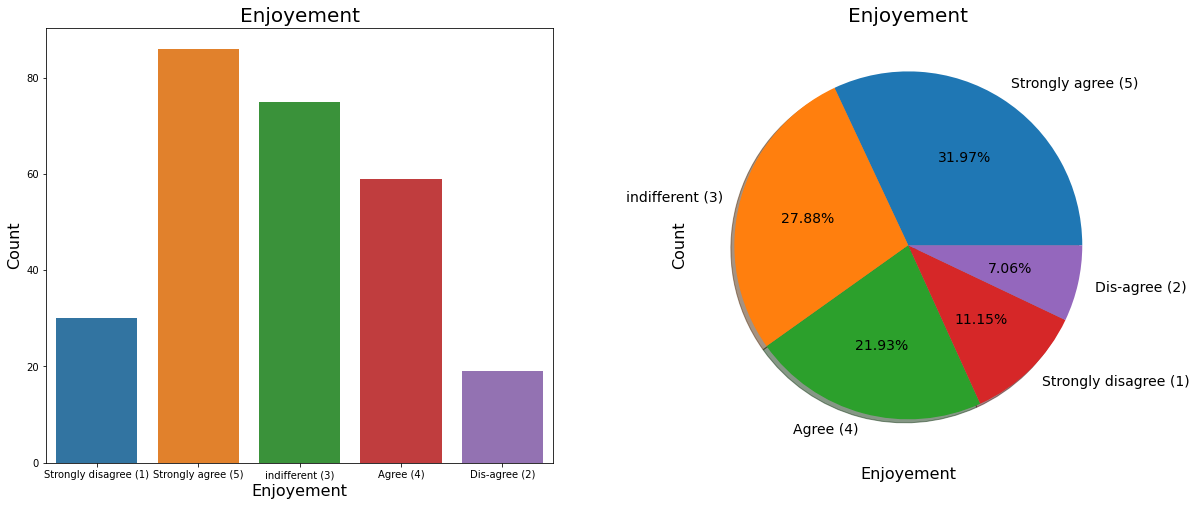 Enjoyement
Count
80
60
40
20
0
Strongly disagree (1) Strongly agree (5) indifferent (3) Agree (4) Dis-agree (2)
Enjoyement
Enjoyement
Strongly agree (5)
31.97%
indifferent (3)
27.88%
Count
7.06%
Dis-agree (2)
11.15%
21.93%
Strongly disagree (1)
Agree (4)
Enjoyement